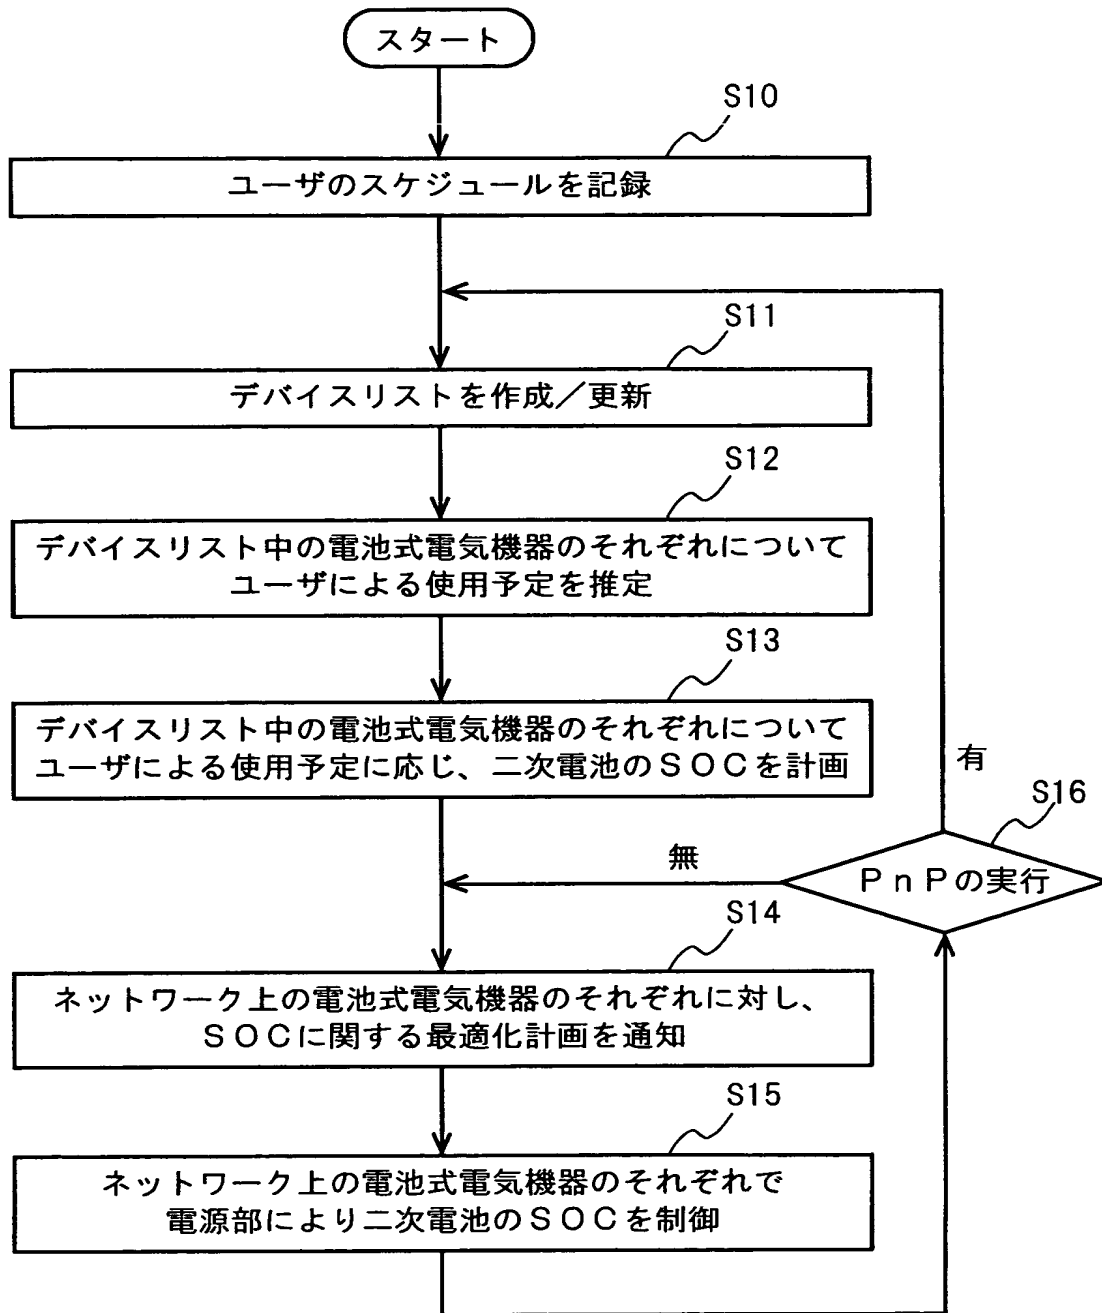 スタート
S10
ユーザのスケジュールを記録
S11
デバイスリストを作成／更新
S12
デバイスリスト中の電池式電気機器のそれぞれについて
ユーザによる使用予定を推定
S13
デバイスリスト中の電池式電気機器のそれぞれについて
ユーザによる使用予定に応じ、二次電池のＳＯＣを計画
有
S16
ＰｎＰの実行
無
S14
ネットワーク上の電池式電気機器のそれぞれに対し、
ＳＯＣに関する最適化計画を通知
S15
ネットワーク上の電池式電気機器のそれぞれで
電源部により二次電池のＳＯＣを制御